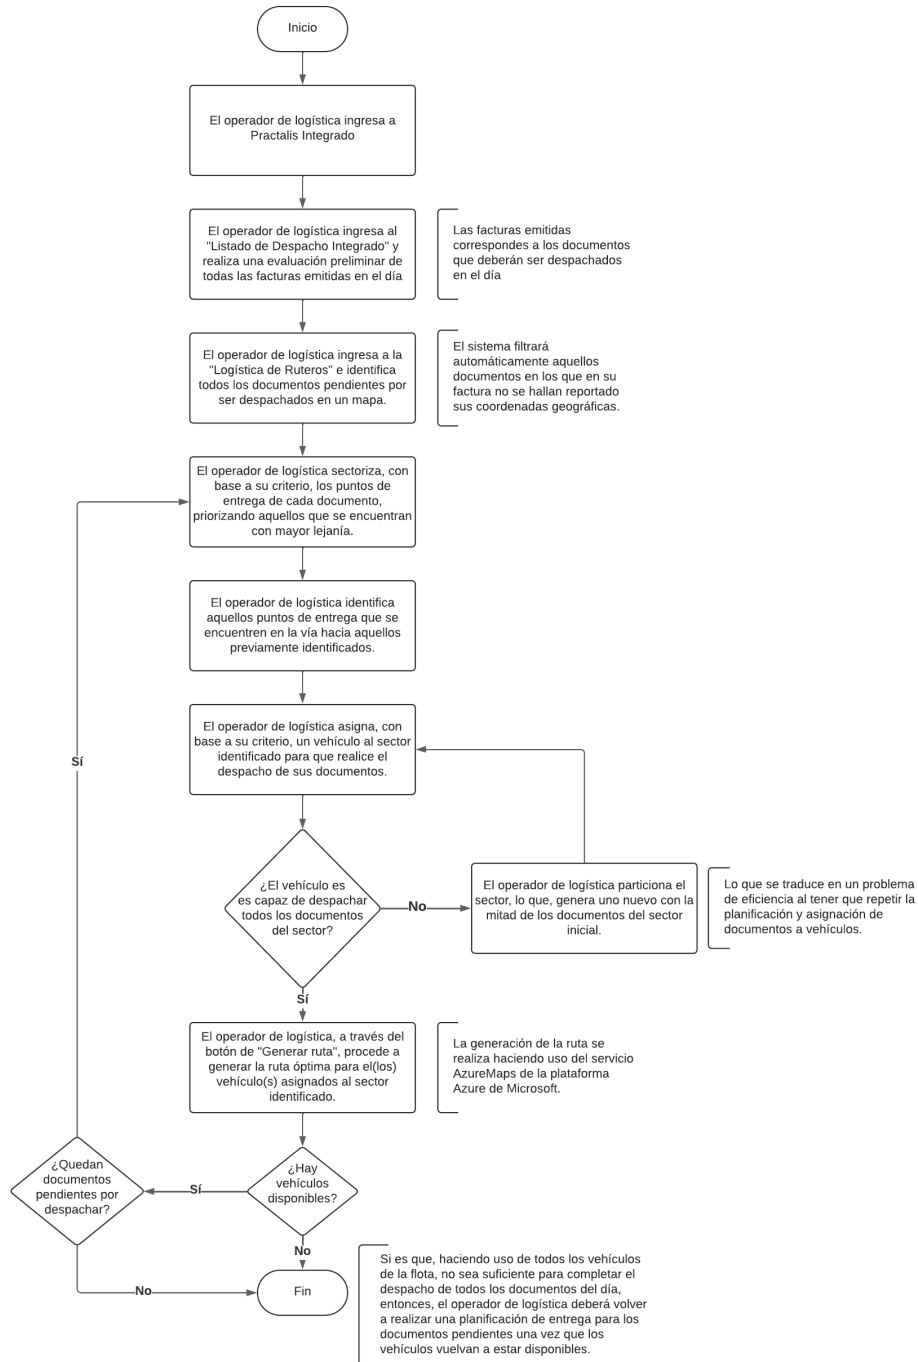 Inicio
El operador de logística ingresa a
Practalis Integrado
El operador de logística ingresa al
"Listado de Despacho Integrado" y
realiza una evaluación preliminar de
todas las facturas emitidas en el día
Las facturas emitidas
correspondes a los documentos
que deberán ser despachados
en el día
El operador de logística ingresa a la
"Logística de Ruteros" e identifica
todos los documentos pendientes por
ser despachados en un mapa.
El sistema filtrará
automáticamente aquellos
documentos en los que en su
factura no se hallan reportado
sus coordenadas geográficas.
El operador de logística sectoriza, con
base a su criterio, los puntos de
entrega de cada documento,
priorizando aquellos que se encuentran
con mayor lejanía.
El operador de logística identifica
aquellos puntos de entrega que se
encuentren en la vía hacia aquellos
previamente identificados.
El operador de logística asigna, con
base a su criterio, un vehículo al sector
identificado para que realice el
despacho de sus documentos.
Sí
¿El vehículo es
es capaz de despachar
todos los documentos
del sector?
No
El operador de logística particiona el
sector, lo que, genera uno nuevo con la
mitad de los documentos del sector
inicial.
Lo que se traduce en un problema
de eficiencia al tener que repetir la
planificación y asignación de
documentos a vehículos.
Sí
El operador de logística, a través del
botón de "Generar ruta", procede a
generar la ruta óptima para el(los)
vehículo(s) asignados al sector
identificado.
La generación de la ruta se
realiza haciendo uso del servicio
AzureMaps de la plataforma
Azure de Microsoft.
¿Quedan
documentos
pendientes por
despachar?
Sí
¿Hay
vehículos
disponibles?
No
No
Fin
Si es que, haciendo uso de todos los vehículos
de la flota, no sea suficiente para completar el
despacho de todos los documentos del día,
entonces, el operador de logística deberá volver
a realizar una planificación de entrega para los
documentos pendientes una vez que los
vehículos vuelvan a estar disponibles.